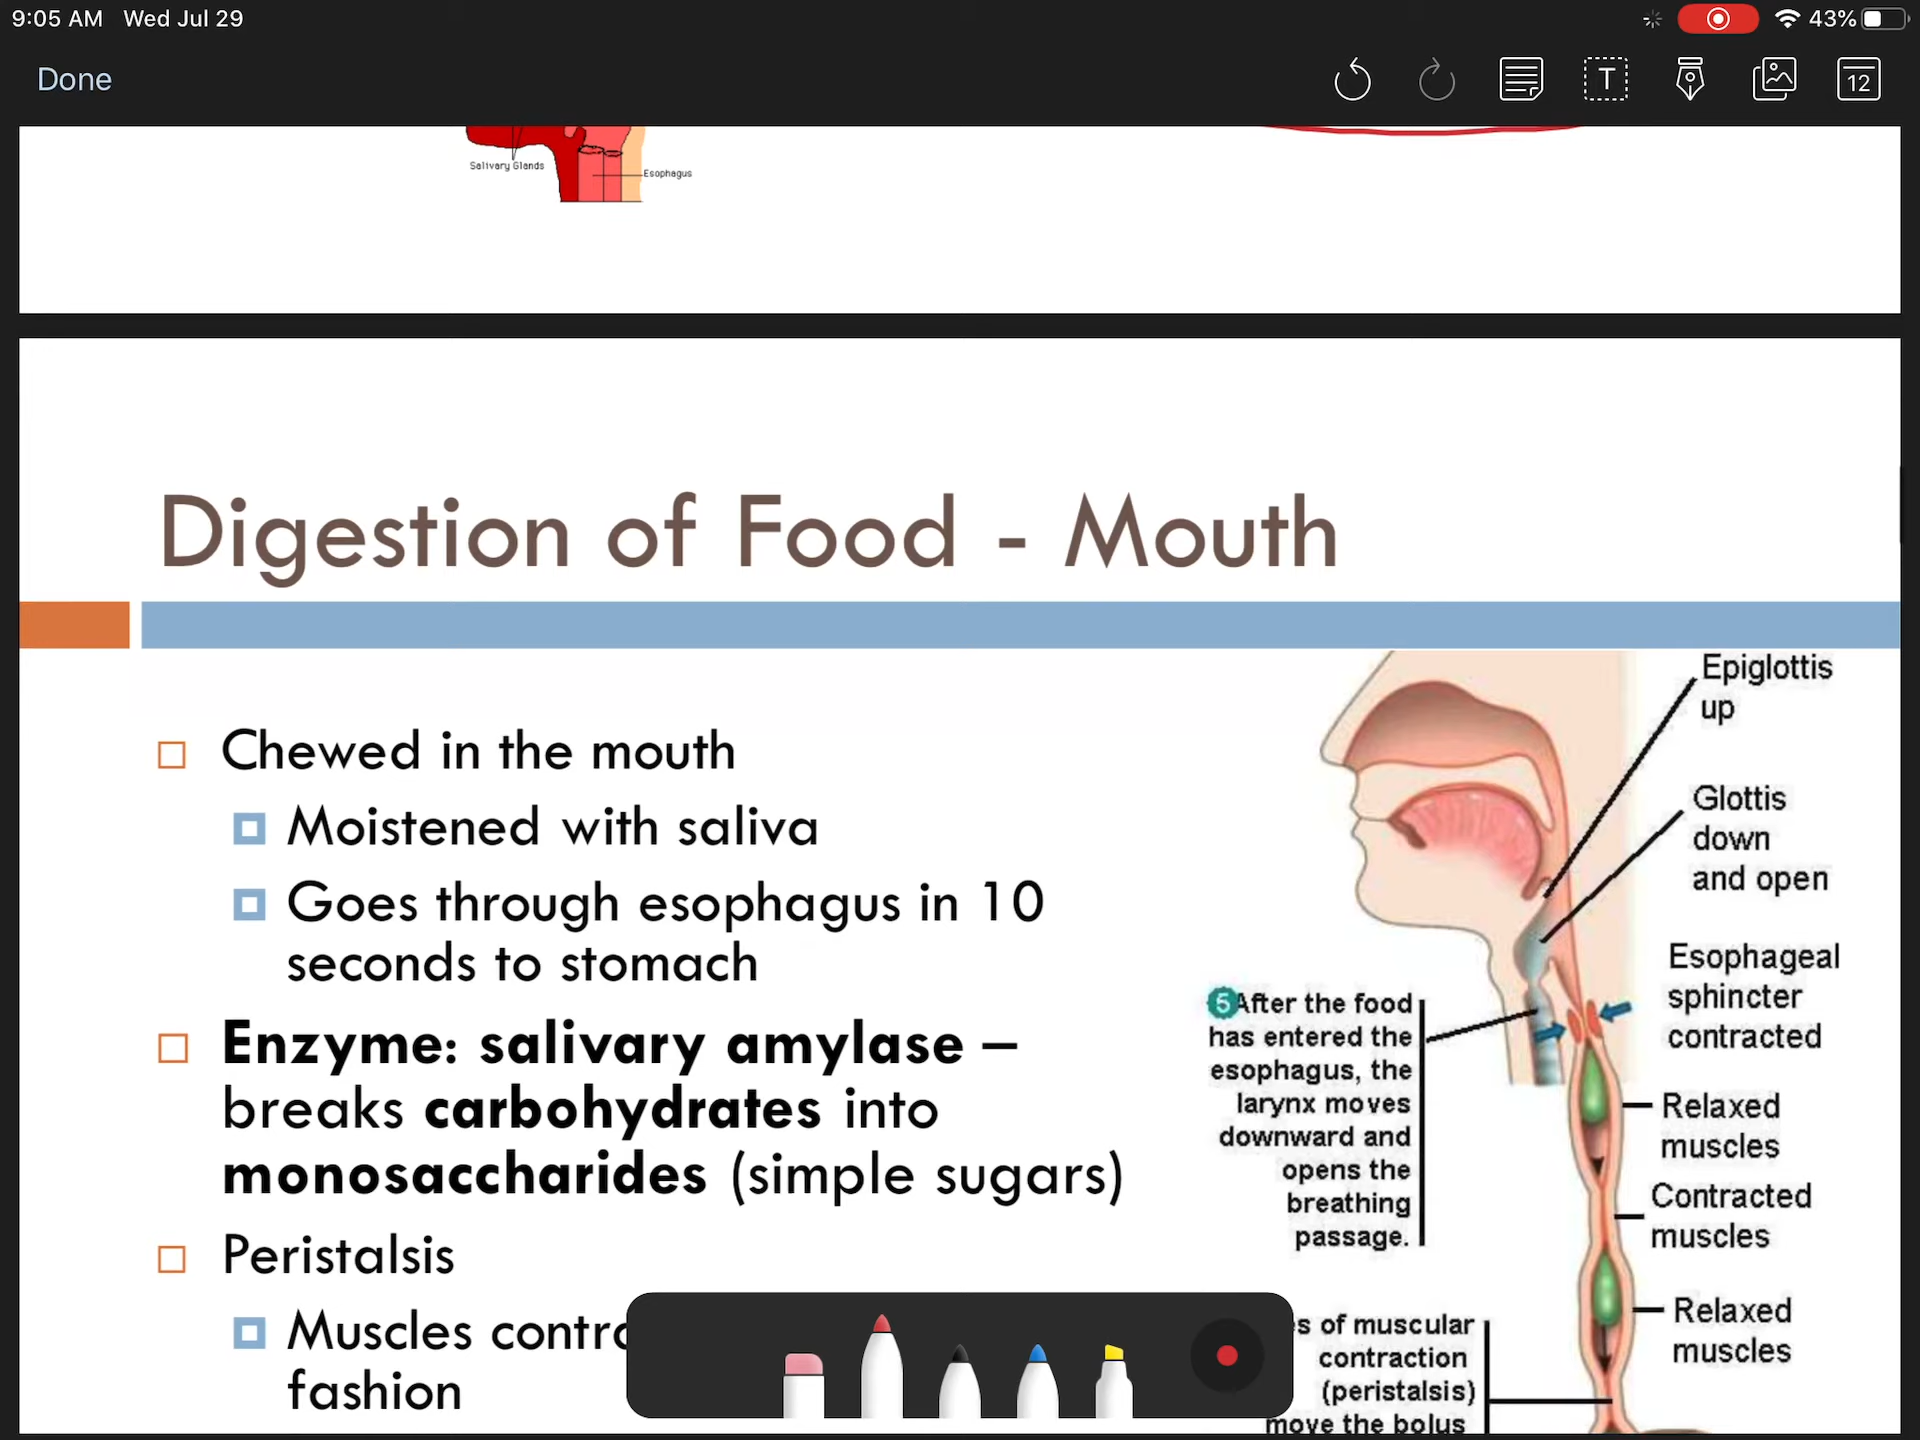 9:05 AM Wed Jul 29
43%
Done
T
12
Salivary Glands
Esophagus
Digestion of Food - Mouth
Chewed in the mouth
Moistened with saliva
Goes through esophagus in 10
seconds to stomach
Enzyme: salivary amylase –
breaks carbohydrates into
monosaccharides (simple sugars)
Peristalsis
Muscles contr
fashion
Epiglottis
up
Glottis
down
and open
Esophageal
sphincter
contracted
5 After the food
has entered the
esophagus, the
larynx moves
downward and
opens the
breathing
passage.
Relaxed
muscles
Contracted
muscles
Relaxed
muscles
s of muscular
contraction
(peristalsis)
move the bolus